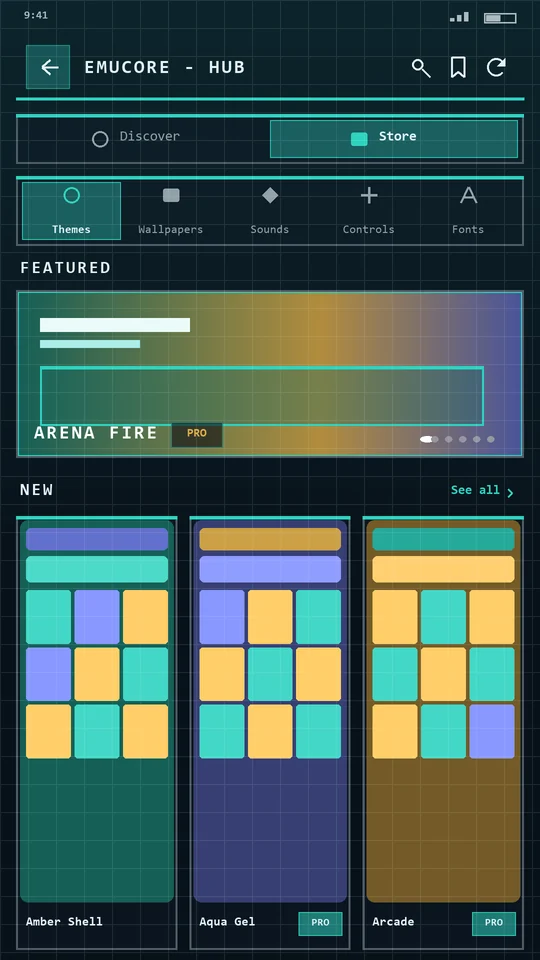 9:41
EMUCORE - HUB
Discover
Store
Themes
Wallpapers
Sounds
Controls
Fonts
FEATURED
ARENA FIRE
PRO
NEW
See all
Amber Shell
Aqua Gel
PRO
Arcade
PRO